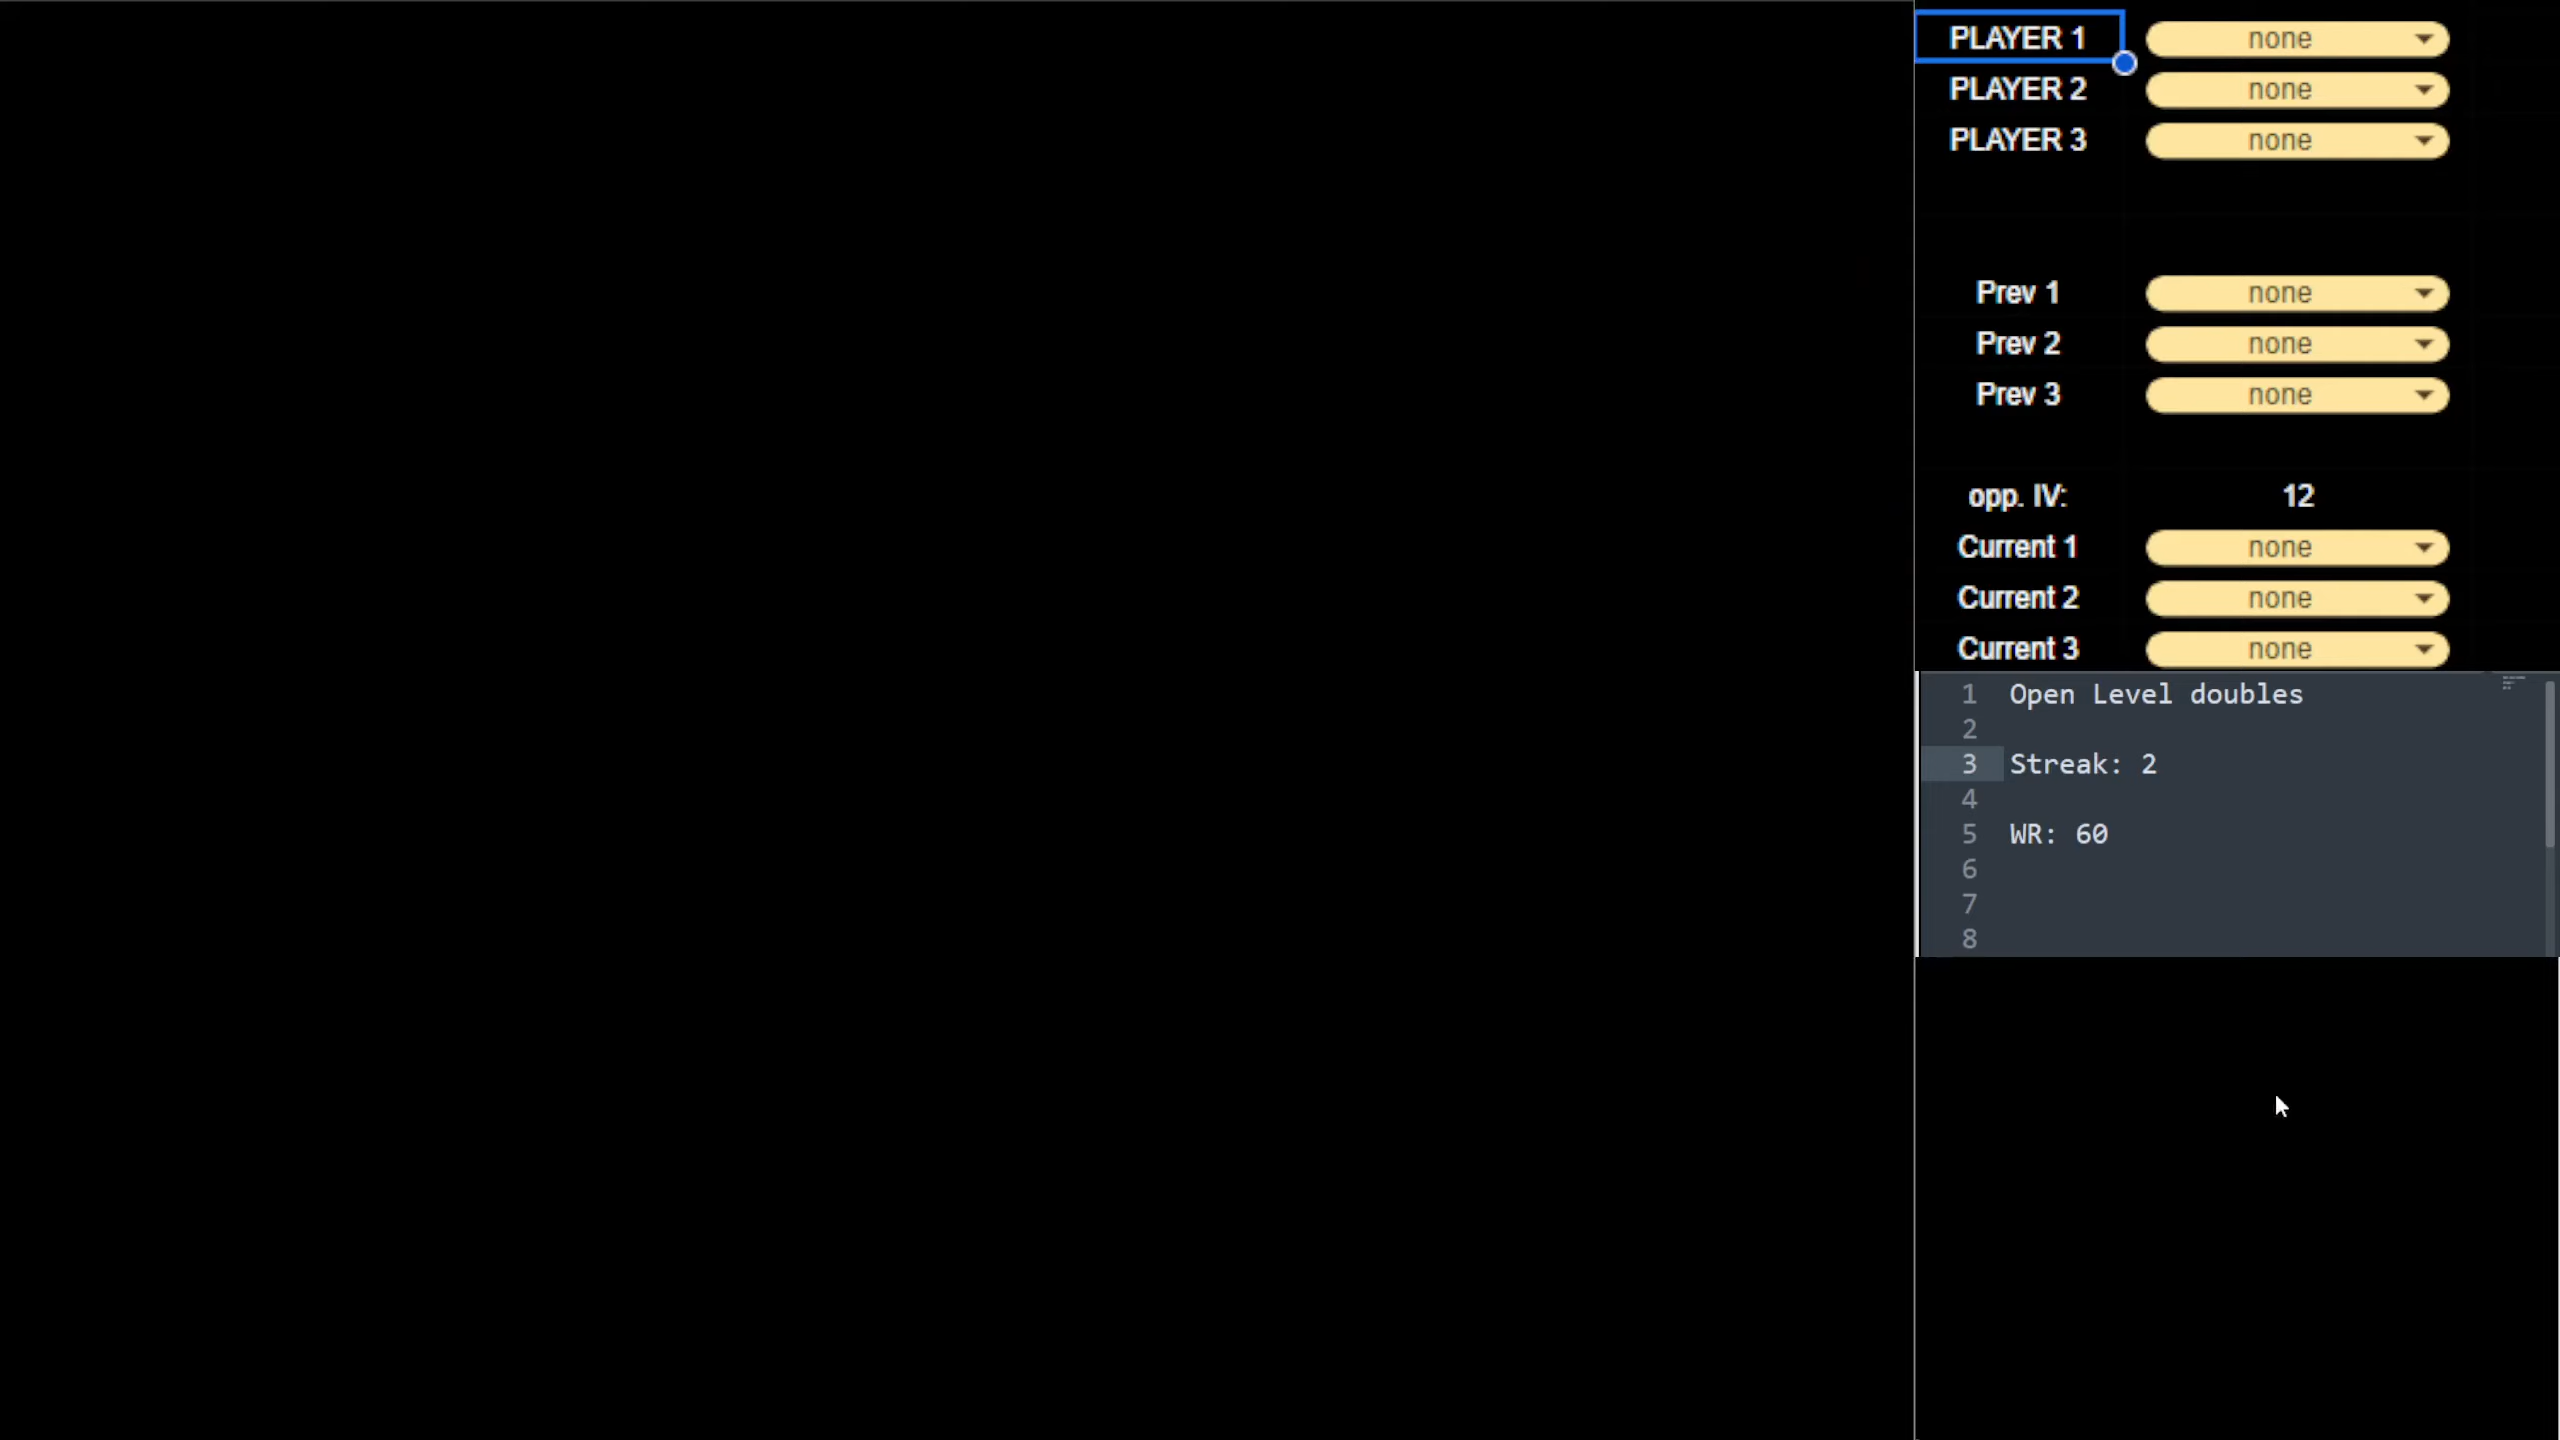 PLAYER 1 none
PLAYER 2 none
PLAYER 3 none
Prev 1 none
Prev 2 none
Prev 3 none
opp. IV: 12
Current 1 none
Current 2 none
Current 3 none
1 Open Level doubles
2
3 Streak: 2
4
5 WR: 60
6
7
8